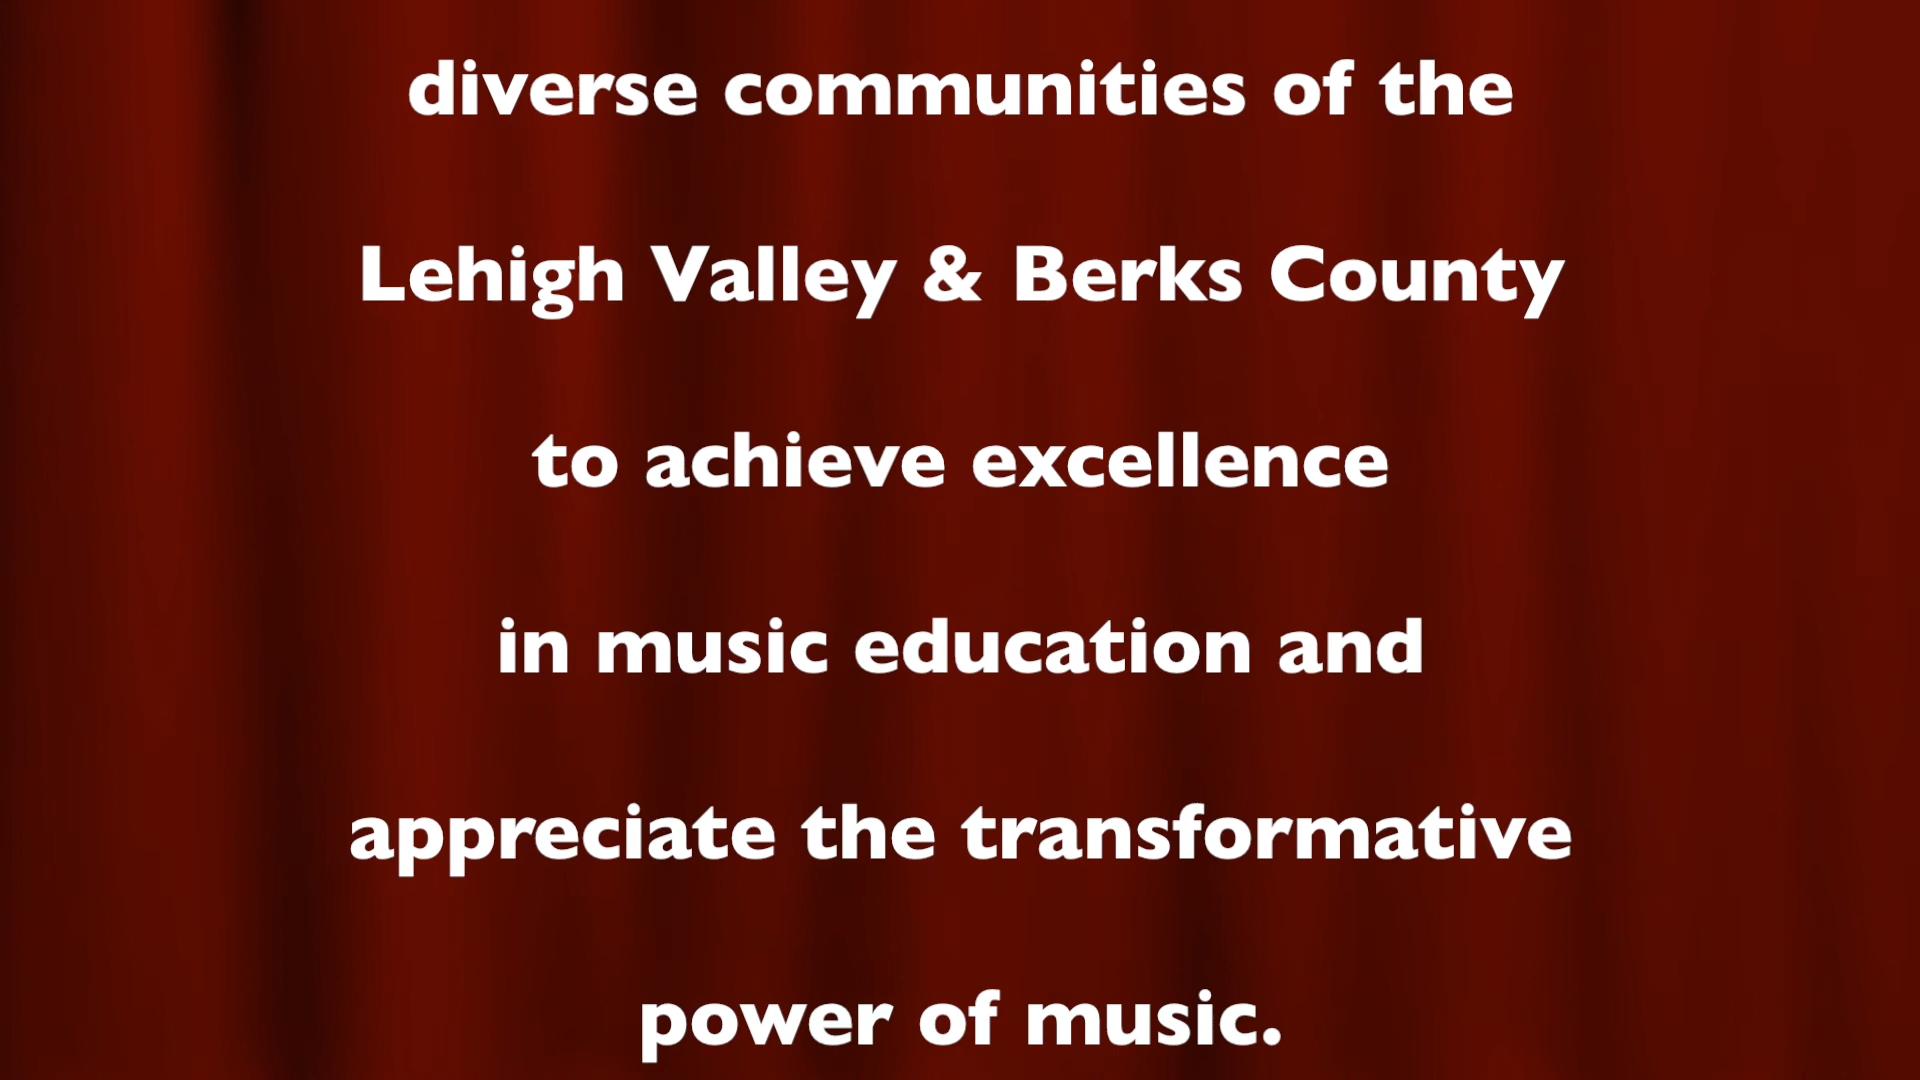 diverse communities of the
Lehigh Valley & Berks County
to achieve excellence
in music education and
appreciate the transformative
power of music.